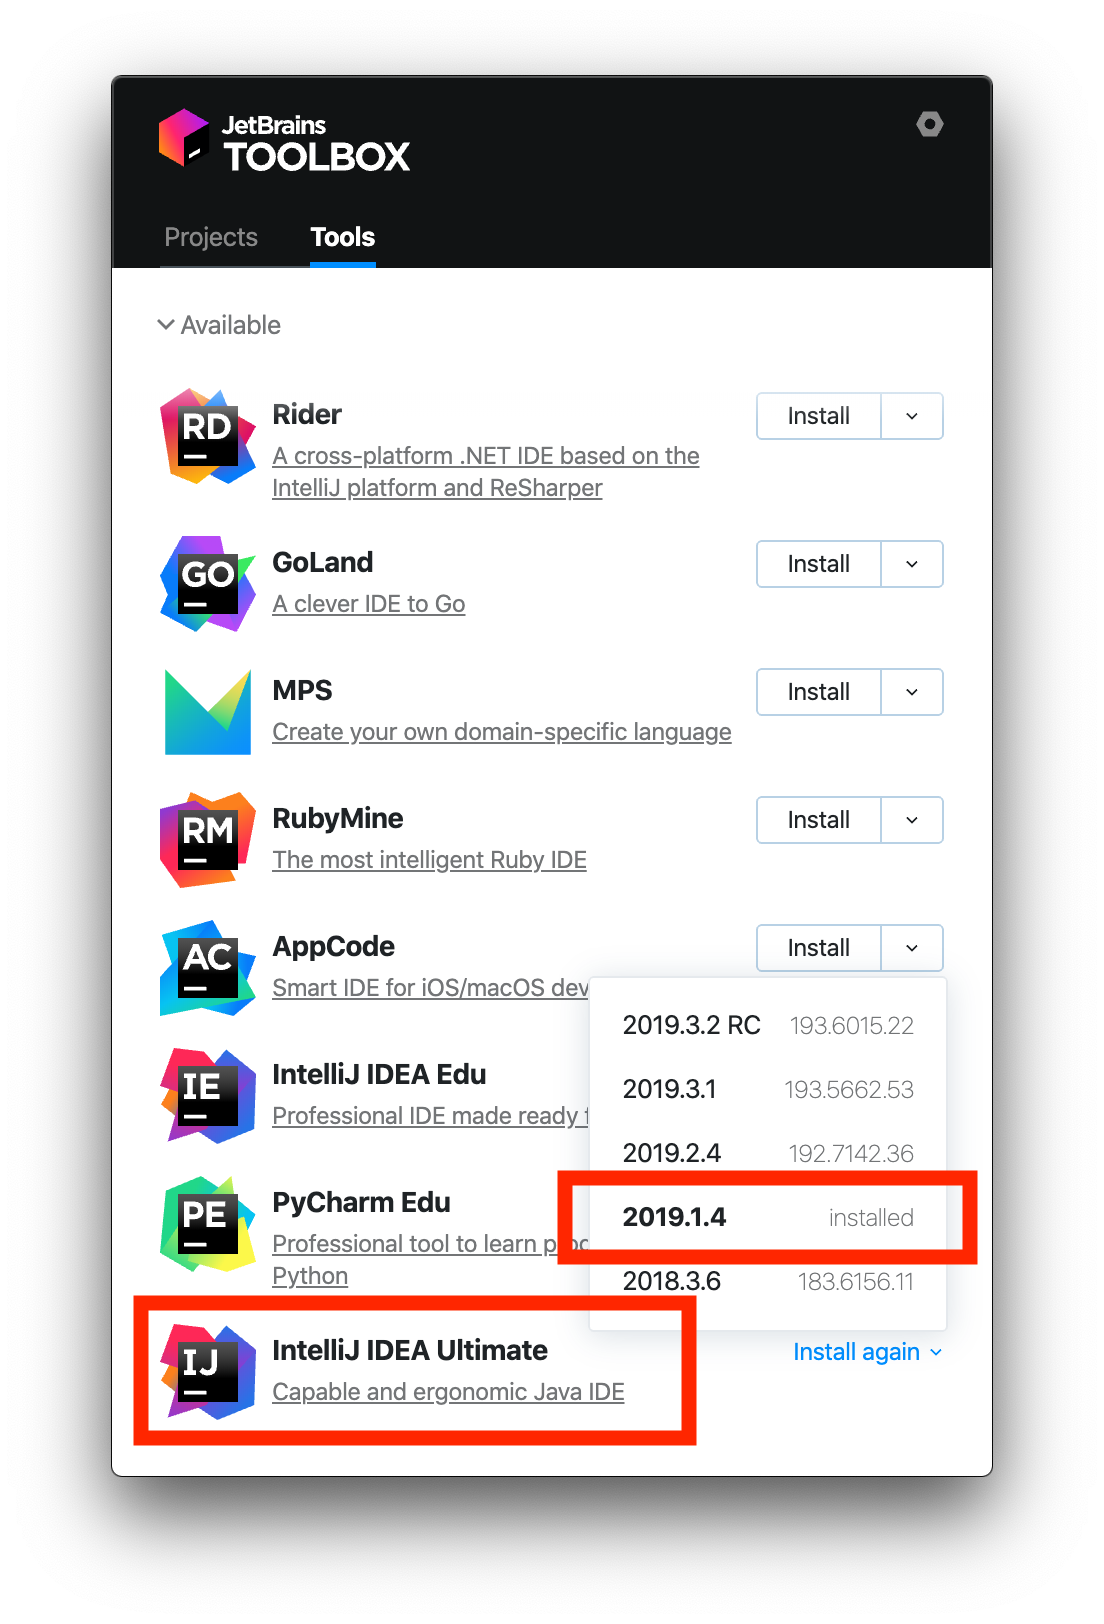 JetBrains
TOOLBOX
Projects
Tools
Available
RD
Rider
Install
A cross-platform .NET IDE based on the
IntelliJ platform and ReSharper
GO
GoLand
Install
A clever IDE to Go
MPS
Install
Create your own domain-specific language
RM
RubyMine
Install
The most intelligent Ruby IDE
AC
AppCode
Install
Smart IDE for iOS/macOS dev
2019.3.2 RC 193.6015.22
IE
IntelliJ IDEA Edu
2019.3.1 193.5662.53
Professional IDE made ready
2019.2.4 192.7142.36
PE
PyCharm Edu
2019.1.4 installed
Professional tool to learn
Python
2018.3.6 183.6156.11
IJ
IntelliJ IDEA Ultimate
Install again
Capable and ergonomic Java IDE